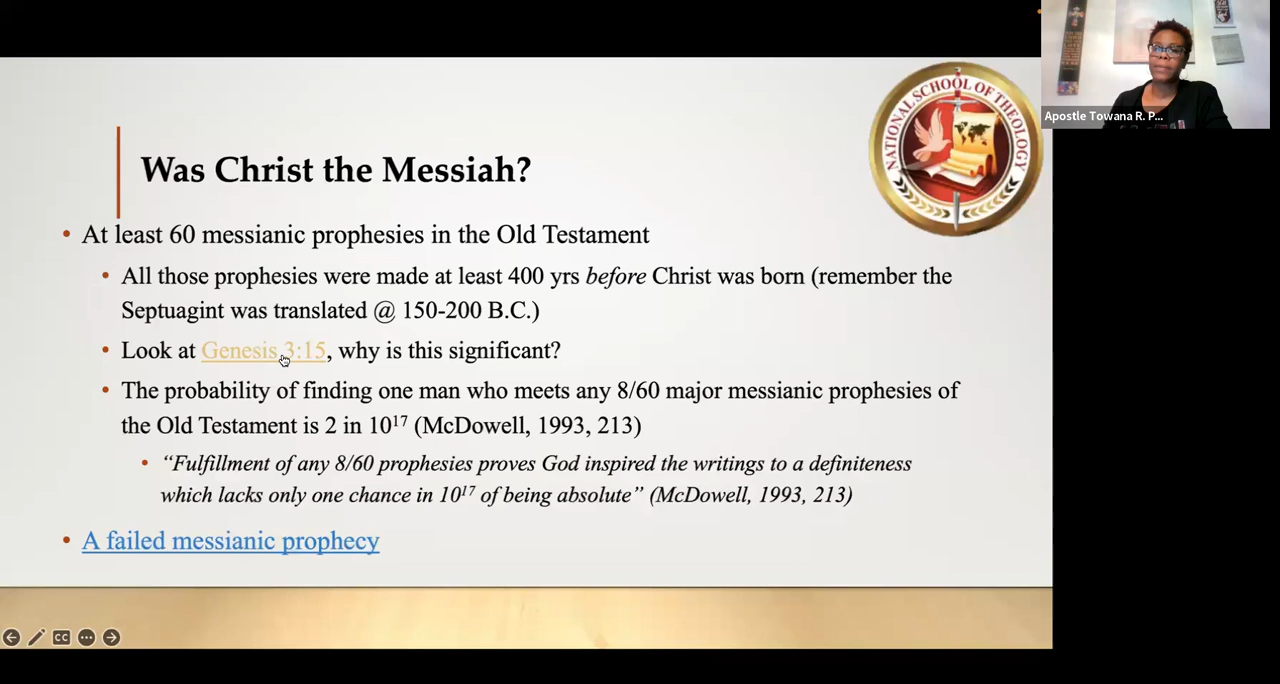 NATIONAL SCHOOL OF THEOLOGY
Apostle Towana R. P...
Was Christ the Messiah?
• At least 60 messianic prophesies in the Old Testament
• All those prophesies were made at least 400 yrs before Christ was born (remember the
Septuagint was translated @ 150-200 B.C.)
• Look at Genesis 3:15, why is this significant?
• The probability of finding one man who meets any 8/60 major messianic prophesies of
the Old Testament is 2 in 10¹⁷ (McDowell, 1993, 213)
• “Fulfillment of any 8/60 prophesies proves God inspired the writings to a definiteness
which lacks only one chance in 10¹⁷ of being absolute” (McDowell, 1993, 213)
• A failed messianic prophecy
CC